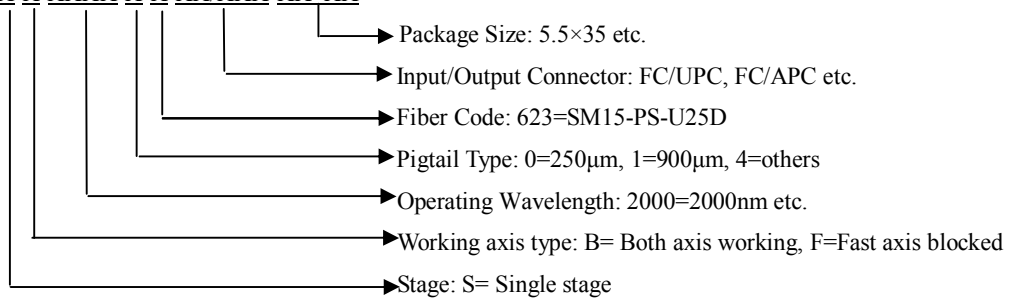 Package Size: 5.5×35 etc.
Input/Output Connector: FC/UPC, FC/APC etc.
Fiber Code: 623=SM15-PS-U25D
Pigtail Type: 0=250μm, 1=900μm, 4=others
Operating Wavelength: 2000=2000nm etc.
Working axis type: B= Both axis working, F=Fast axis blocked
Stage: S= Single stage